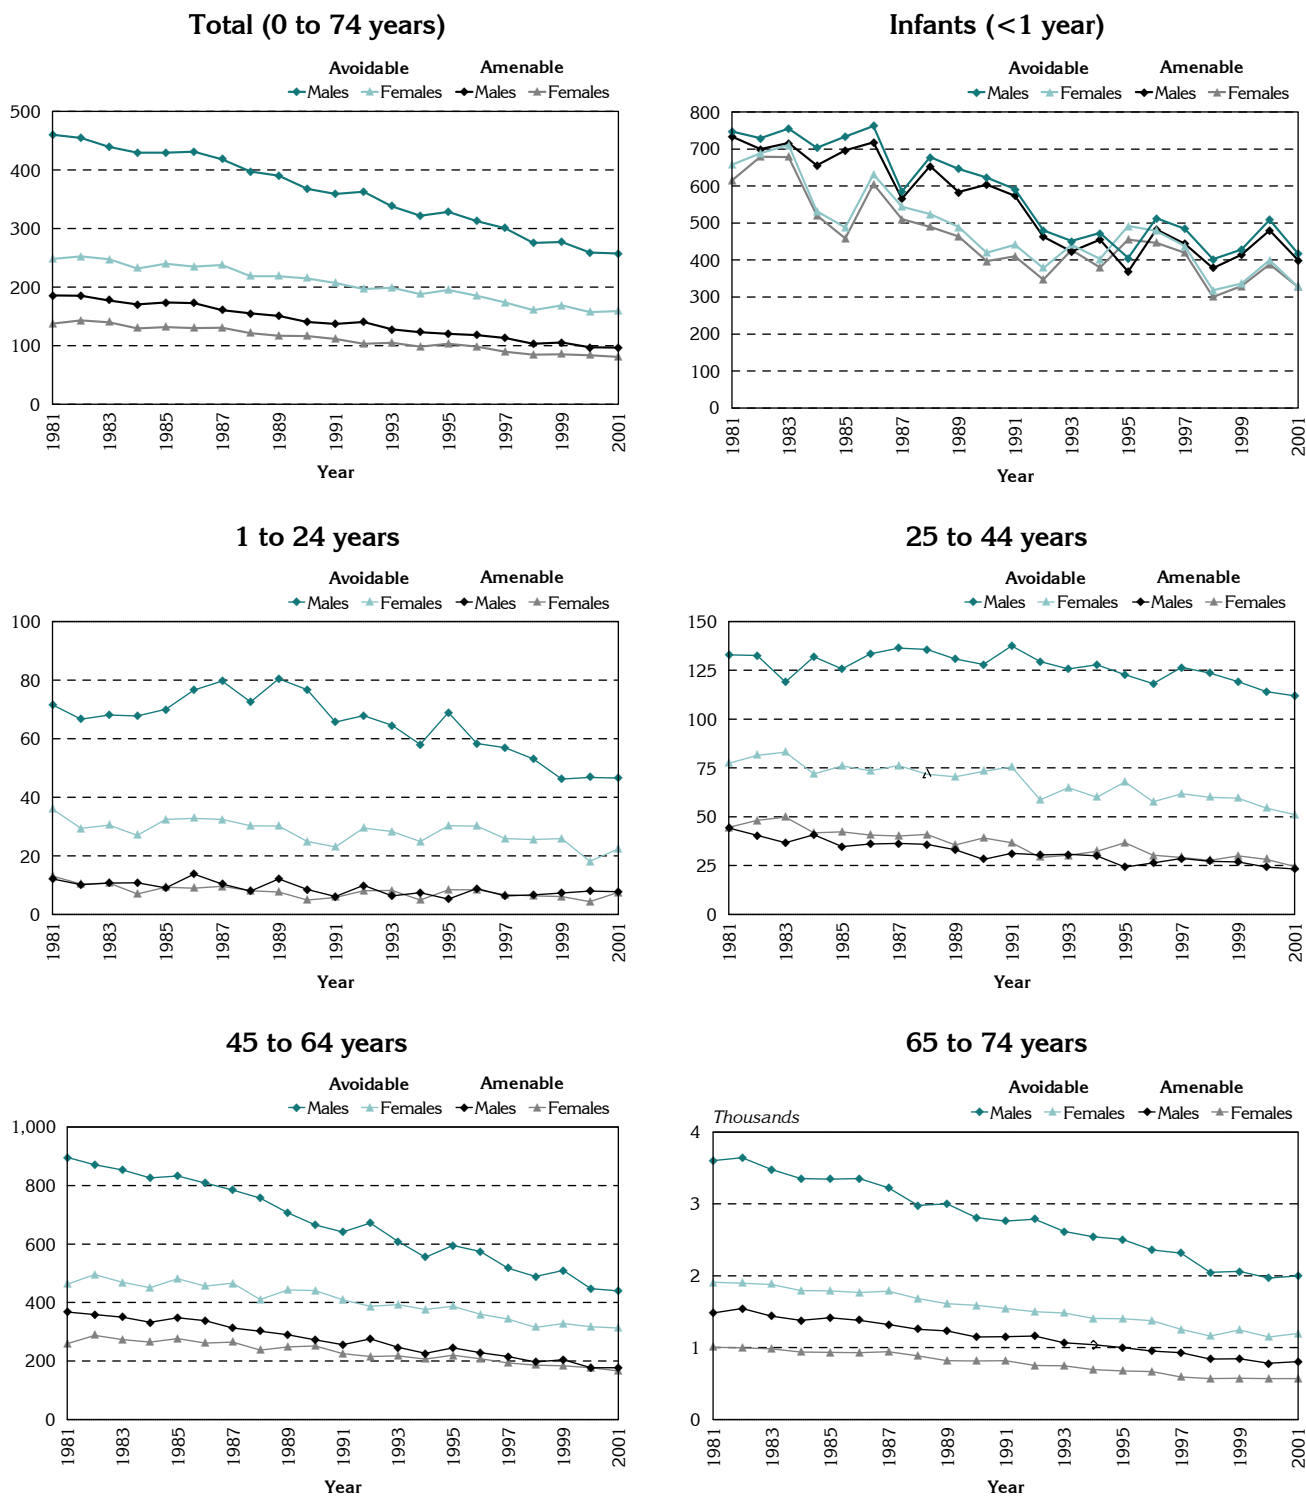 Total (0 to 74 years)
Avoidable Amenable
Males Females Males Females
500
400
300
200
100
0
1981 1983 1985 1987 1989 1991 1993 1995 1997 1999 2001
Year
Infants (<1 year)
Avoidable Amenable
Males Females Males Females
800
700
600
500
400
300
200
100
0
1981 1983 1985 1987 1989 1991 1993 1995 1997 1999 2001
Year
1 to 24 years
Avoidable Amenable
Males Females Males Females
100
80
60
40
20
0
1981 1983 1985 1987 1989 1991 1993 1995 1997 1999 2001
Year
25 to 44 years
Avoidable Amenable
Males Females Males Females
150
125
100
75
50
25
0
1981 1983 1985 1987 1989 1991 1993 1995 1997 1999 2001
Year
45 to 64 years
Avoidable Amenable
Males Females Males Females
1,000
800
600
400
200
0
1981 1983 1985 1987 1989 1991 1993 1995 1997 1999 2001
Year
65 to 74 years
Avoidable Amenable
Thousands Males Females Males Females
4
3
2
1
0
1981 1983 1985 1987 1989 1991 1993 1995 1997 1999 2001
Year